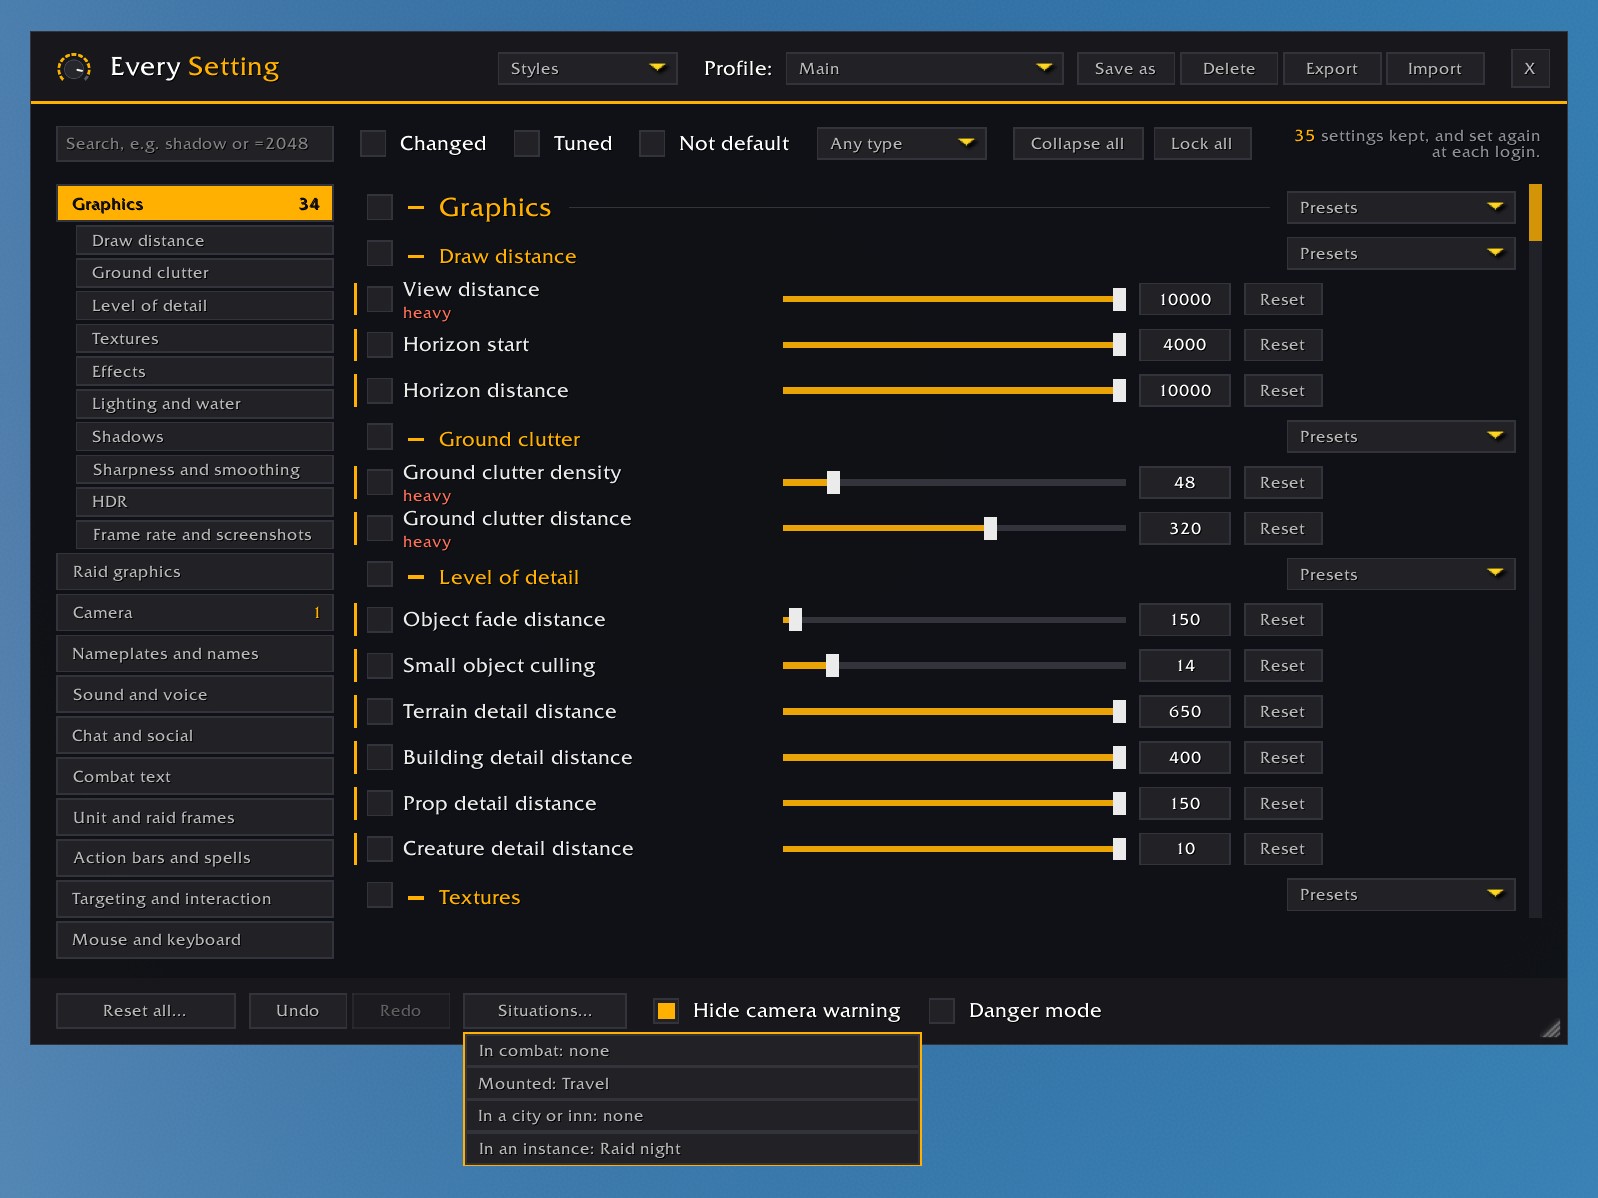 Every Setting
Styles
Profile:
Main
Save as
Delete
Export
Import
X
Search, e.g. shadow or =2048
Changed
Tuned
Not default
Any type
Collapse all
Lock all
35 settings kept, and set again
at each login.
Graphics 34
Draw distance
Ground clutter
Level of detail
Textures
Effects
Lighting and water
Shadows
Sharpness and smoothing
HDR
Frame rate and screenshots
Raid graphics
Camera 1
Nameplates and names
Sound and voice
Chat and social
Combat text
Unit and raid frames
Action bars and spells
Targeting and interaction
Mouse and keyboard
Graphics
Presets
Draw distance
Presets
View distance
heavy
10000
Reset
Horizon start
4000
Reset
Horizon distance
10000
Reset
Ground clutter
Presets
Ground clutter density
heavy
48
Reset
Ground clutter distance
heavy
320
Reset
Level of detail
Presets
Object fade distance
150
Reset
Small object culling
14
Reset
Terrain detail distance
650
Reset
Building detail distance
400
Reset
Prop detail distance
150
Reset
Creature detail distance
10
Reset
Textures
Presets
Reset all...
Undo
Redo
Situations...
Hide camera warning
Danger mode
In combat: none
Mounted: Travel
In a city or inn: none
In an instance: Raid night